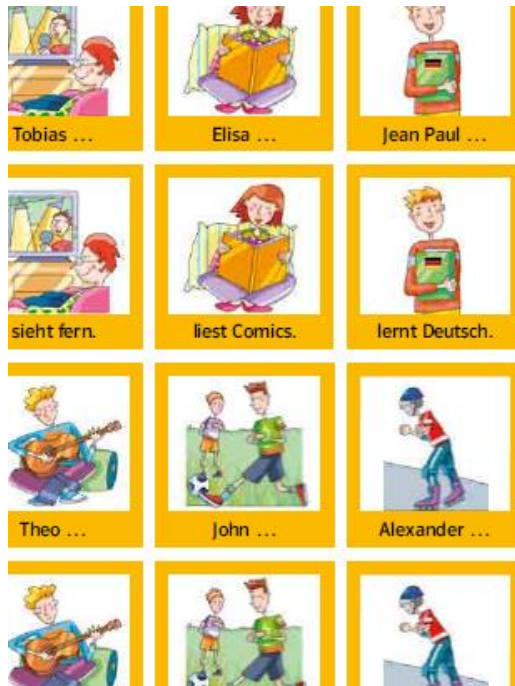 Tobias ...
Elisa ...
Jean Paul ...
sieht fern.
liest Comics.
lernt Deutsch.
Theo ...
John ...
Alexander ...